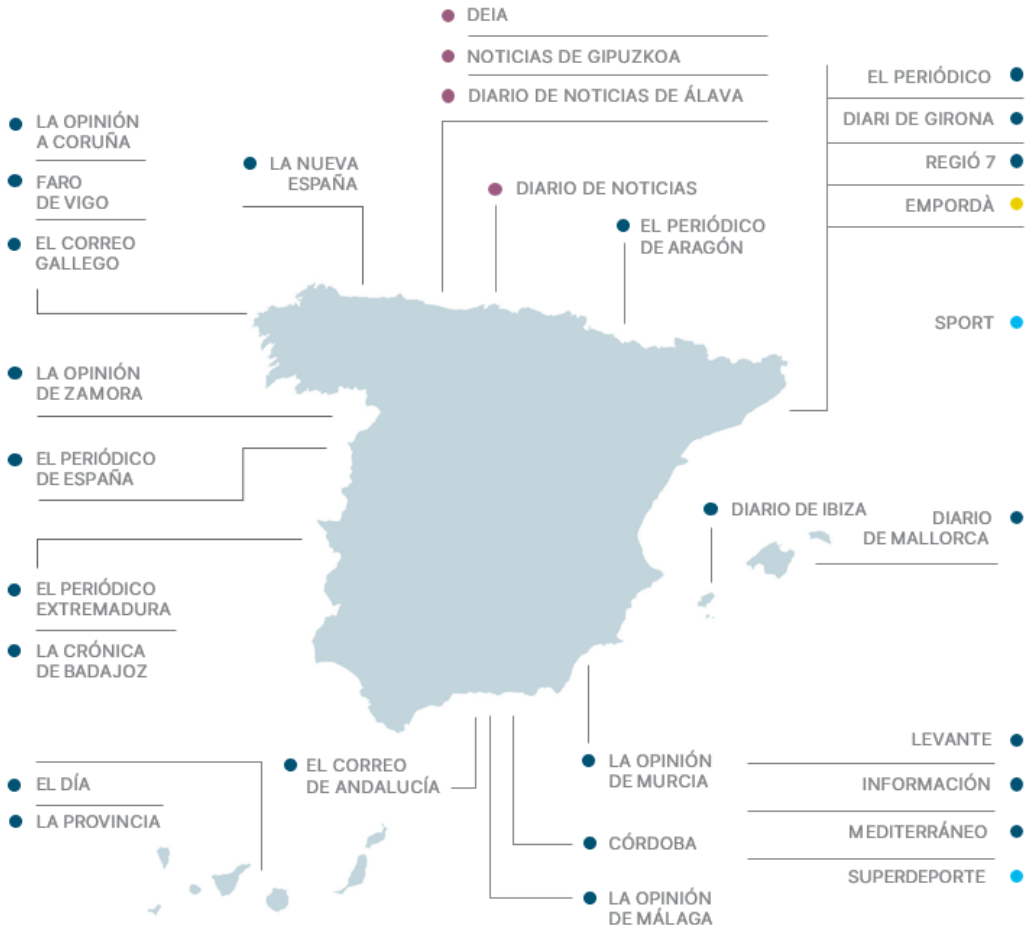 DEIA
NOTICIAS DE GIPUZKOA
DIARIO DE NOTICIAS DE ÁLAVA
EL PERIÓDICO
DIARI DE GIRONA
REGIÓ 7
EMPORDÀ
SPORT
LA OPINIÓN
A CORUÑA
FARO
DE VIGO
EL CORREO
GALLEGO
LA NUEVA
ESPAÑA
DIARIO DE NOTICIAS
EL PERIÓDICO
DE ARAGÓN
LA OPINIÓN
DE ZAMORA
EL PERIÓDICO
DE ESPAÑA
EL PERIÓDICO
EXTREMADURA
LA CRÓNICA
DE BADAJOZ
DIARIO DE IBIZA
DIARIO
DE MALLORCA
EL DÍA
LA PROVINCIA
EL CORREO
DE ANDALUCÍA
LA OPINIÓN
DE MURCIA
CÓRDOBA
LA OPINIÓN
DE MÁLAGA
LEVANTE
INFORMACIÓN
MEDITERRÁNEO
SUPERDEPORTE